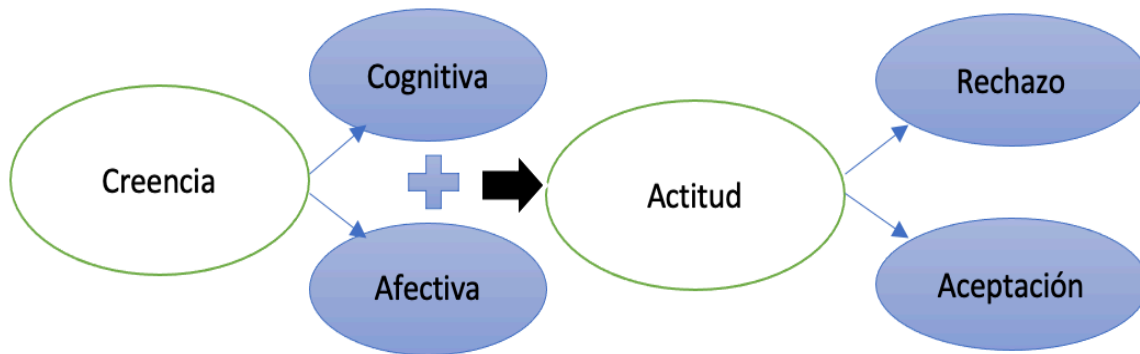 Creencia
Cognitiva
Afectiva
Actitud
Rechazo
Aceptación